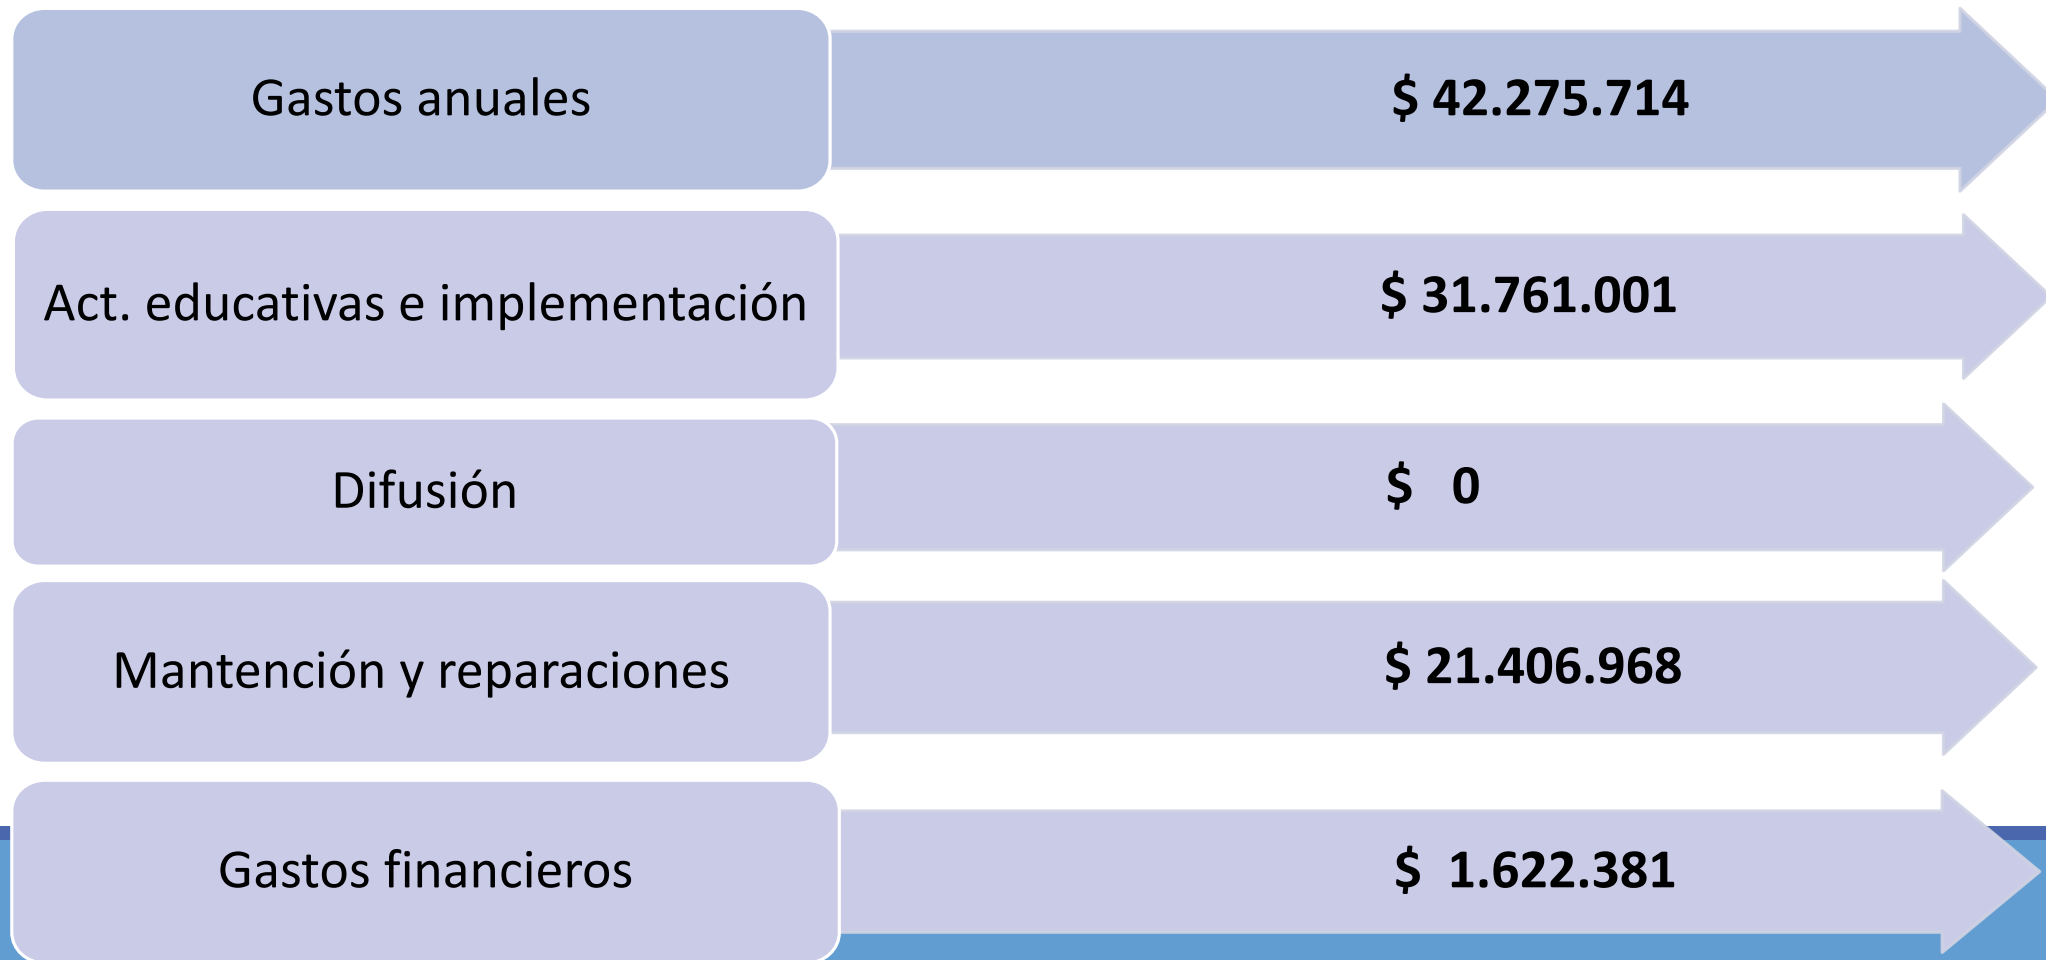 Gastos anuales
$ 42.275.714
Act. educativas e implementación
$ 31.761.001
Difusión
$ 0
Mantención y reparaciones
$ 21.406.968
Gastos financieros
$ 1.622.381